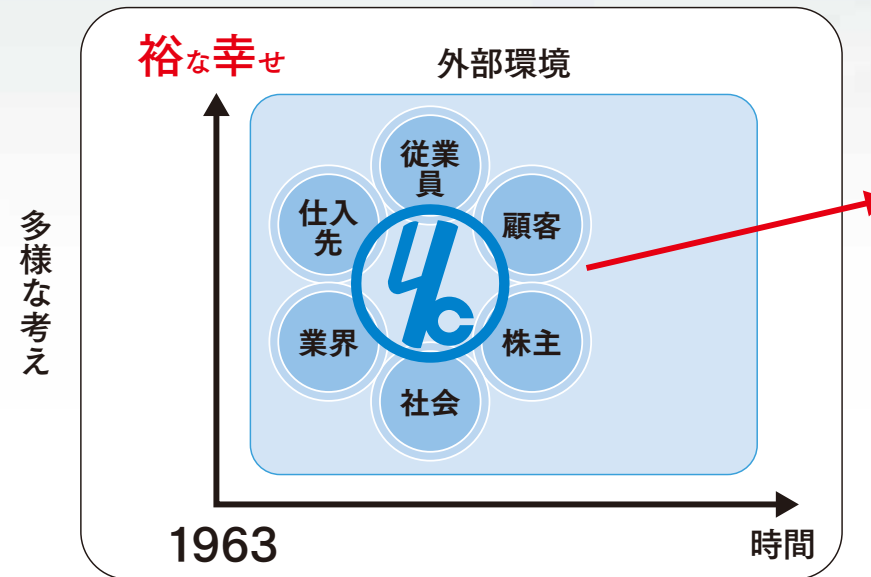 裕な幸せ
外部環境
多様な考え
従業
員
仕入
先
顧客
業界
株主
社会
1963
時間